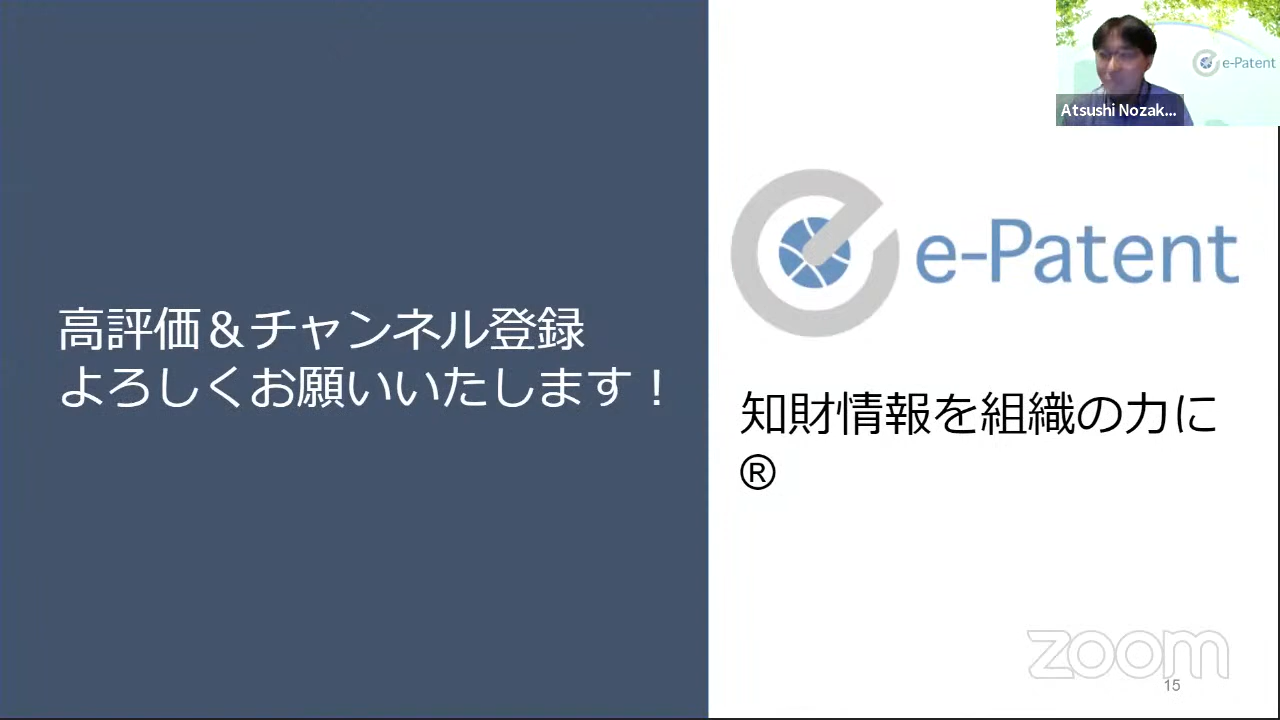 高評価＆チャンネル登録
よろしくお願いいたします！
e-Patent
Atsushi Nozak...
e-Patent
知財情報を組織の力に
®
zoom
15